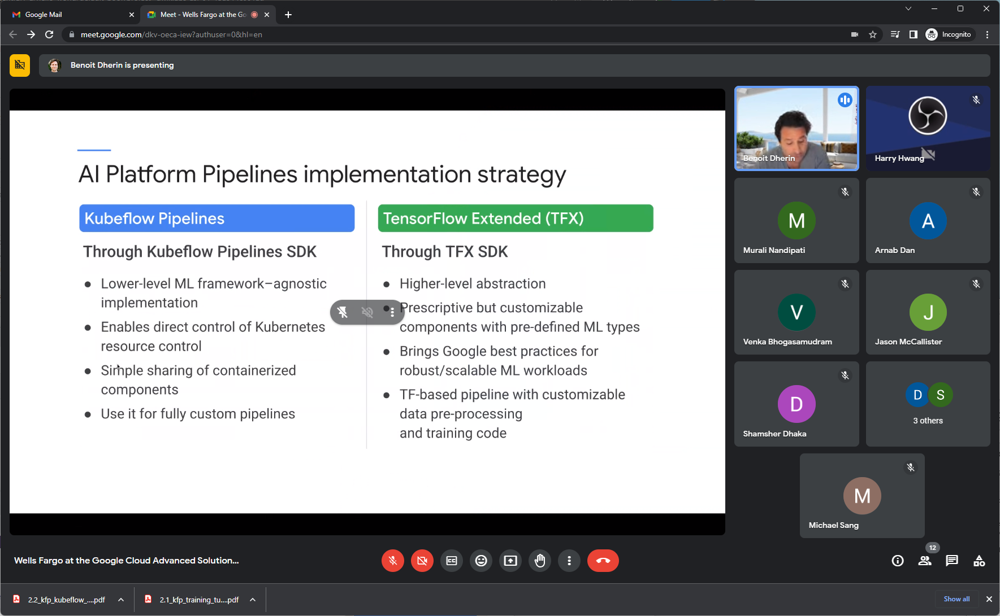 Google Mail
Meet - Wells Fargo at the Go
meet.google.com/dkv-oeca-iew?authuser=0&hl=en
Incognito
Benoit Dherin is presenting
AI Platform Pipelines implementation strategy
Kubeflow Pipelines
Through Kubeflow Pipelines SDK
● Lower-level ML framework–agnostic
implementation
● Enables direct control of Kubernetes
resource control
● Simple sharing of containerized
components
● Use it for fully custom pipelines
TensorFlow Extended (TFX)
Through TFX SDK
● Higher-level abstraction
● Prescriptive but customizable
components with pre-defined ML types
● Brings Google best practices for
robust/scalable ML workloads
● TF-based pipeline with customizable
data pre-processing
and training code
Benoit Dherin
Harry Hwang
M
Murali Nandipati
A
Arnab Dan
V
Venka Bhogasamudram
J
Jason McCallister
D
Shamsher Dhaka
D S
3 others
M
Michael Sang
Wells Fargo at the Google Cloud Advanced Solution...
CC
12
2.2_kfp_kubeflow_....pdf
2.1_kfp_training_tu....pdf
Show all